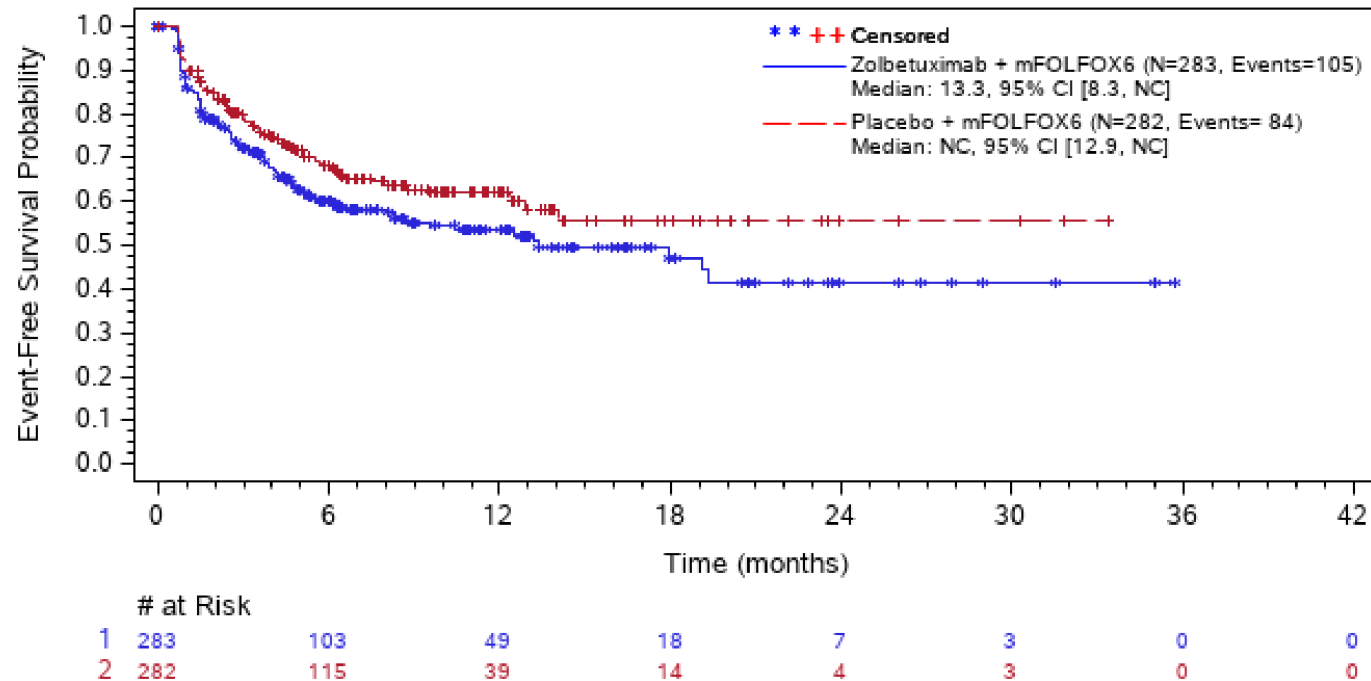 Event-Free Survival Probability
1.0
0.9
0.8
0.7
0.6
0.5
0.4
0.3
0.2
0.1
0.0
Censored
Zolbetuximab + mFOLFOX6 (N=283, Events=105)
Median: 13.3, 95% CI [8.3, NC]
Placebo + mFOLFOX6 (N=282, Events= 84)
Median: NC, 95% CI [12.9, NC]
0 6 12 18 24 30 36 42
Time (months)
# at Risk
1 283 103 49 18 7 3 0 0
2 282 115 39 14 4 3 0 0